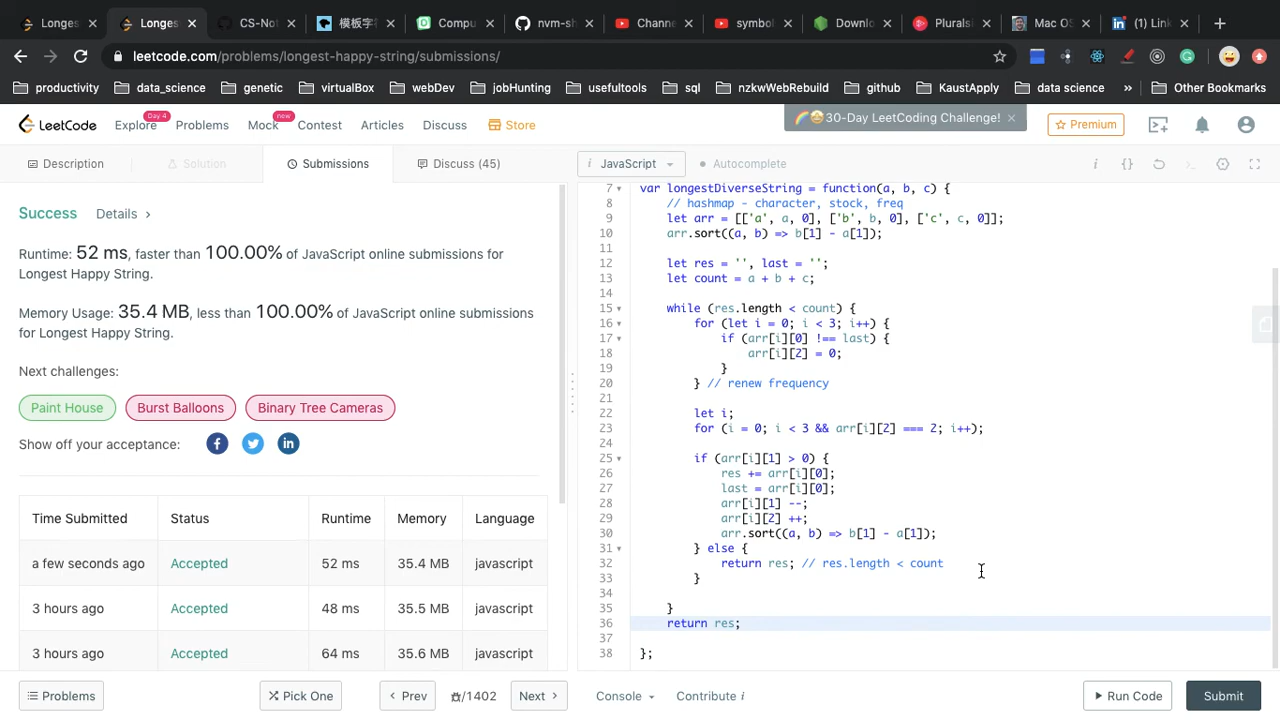 Longes
Longes
CS-Not
模板字
Compu
nvm-sh
Channe
symbol
Downlo
Pluralsi
Mac OS
(1) Link
leetcode.com/problems/longest-happy-string/submissions/
productivity
data_science
genetic
virtualBox
webDev
jobHunting
usefultools
sql
nzkwWebRebuild
github
KaustApply
data science
»
Other Bookmarks
LeetCode
Explore
Day 4
Problems
Mock
new
Contest
Articles
Discuss
Store
30-Day LeetCoding Challenge!
Premium
Description
Solution
Submissions
Discuss (45)
i JavaScript
Autocomplete
Success
Details
Runtime: 52 ms, faster than 100.00% of JavaScript online submissions for
Longest Happy String.
Memory Usage: 35.4 MB, less than 100.00% of JavaScript online submissions
for Longest Happy String.
Next challenges:
Paint House
Burst Balloons
Binary Tree Cameras
Show off your acceptance:
Time Submitted Status Runtime Memory Language
a few seconds ago Accepted 52 ms 35.4 MB javascript
3 hours ago Accepted 48 ms 35.5 MB javascript
3 hours ago Accepted 64 ms 35.6 MB javascript
7 var longestDiverseString = function(a, b, c) {
8 // hashmap - character, stock, freq
9 let arr = [['a', a, 0], ['b', b, 0], ['c', c, 0]];
10 arr.sort((a, b) => b[1] - a[1]);
11
12 let res = '', last = '';
13 let count = a + b + c;
14
15 while (res.length < count) {
16 for (let i = 0; i < 3; i++) {
17 if (arr[i][0] !== last) {
18 arr[i][2] = 0;
19 }
20 } // renew frequency
21
22 let i;
23 for (i = 0; i < 3 && arr[i][2] === 2; i++);
24
25 if (arr[i][1] > 0) {
26 res += arr[i][0];
27 last = arr[i][0];
28 arr[i][1] --;
29 arr[i][2] ++;
30 arr.sort((a, b) => b[1] - a[1]);
31 } else {
32 return res; // res.length < count
33 }
34
35 }
36 return res;
37
38 };
Problems
Pick One
Prev
/1402
Next
Console
Contribute i
Run Code
Submit